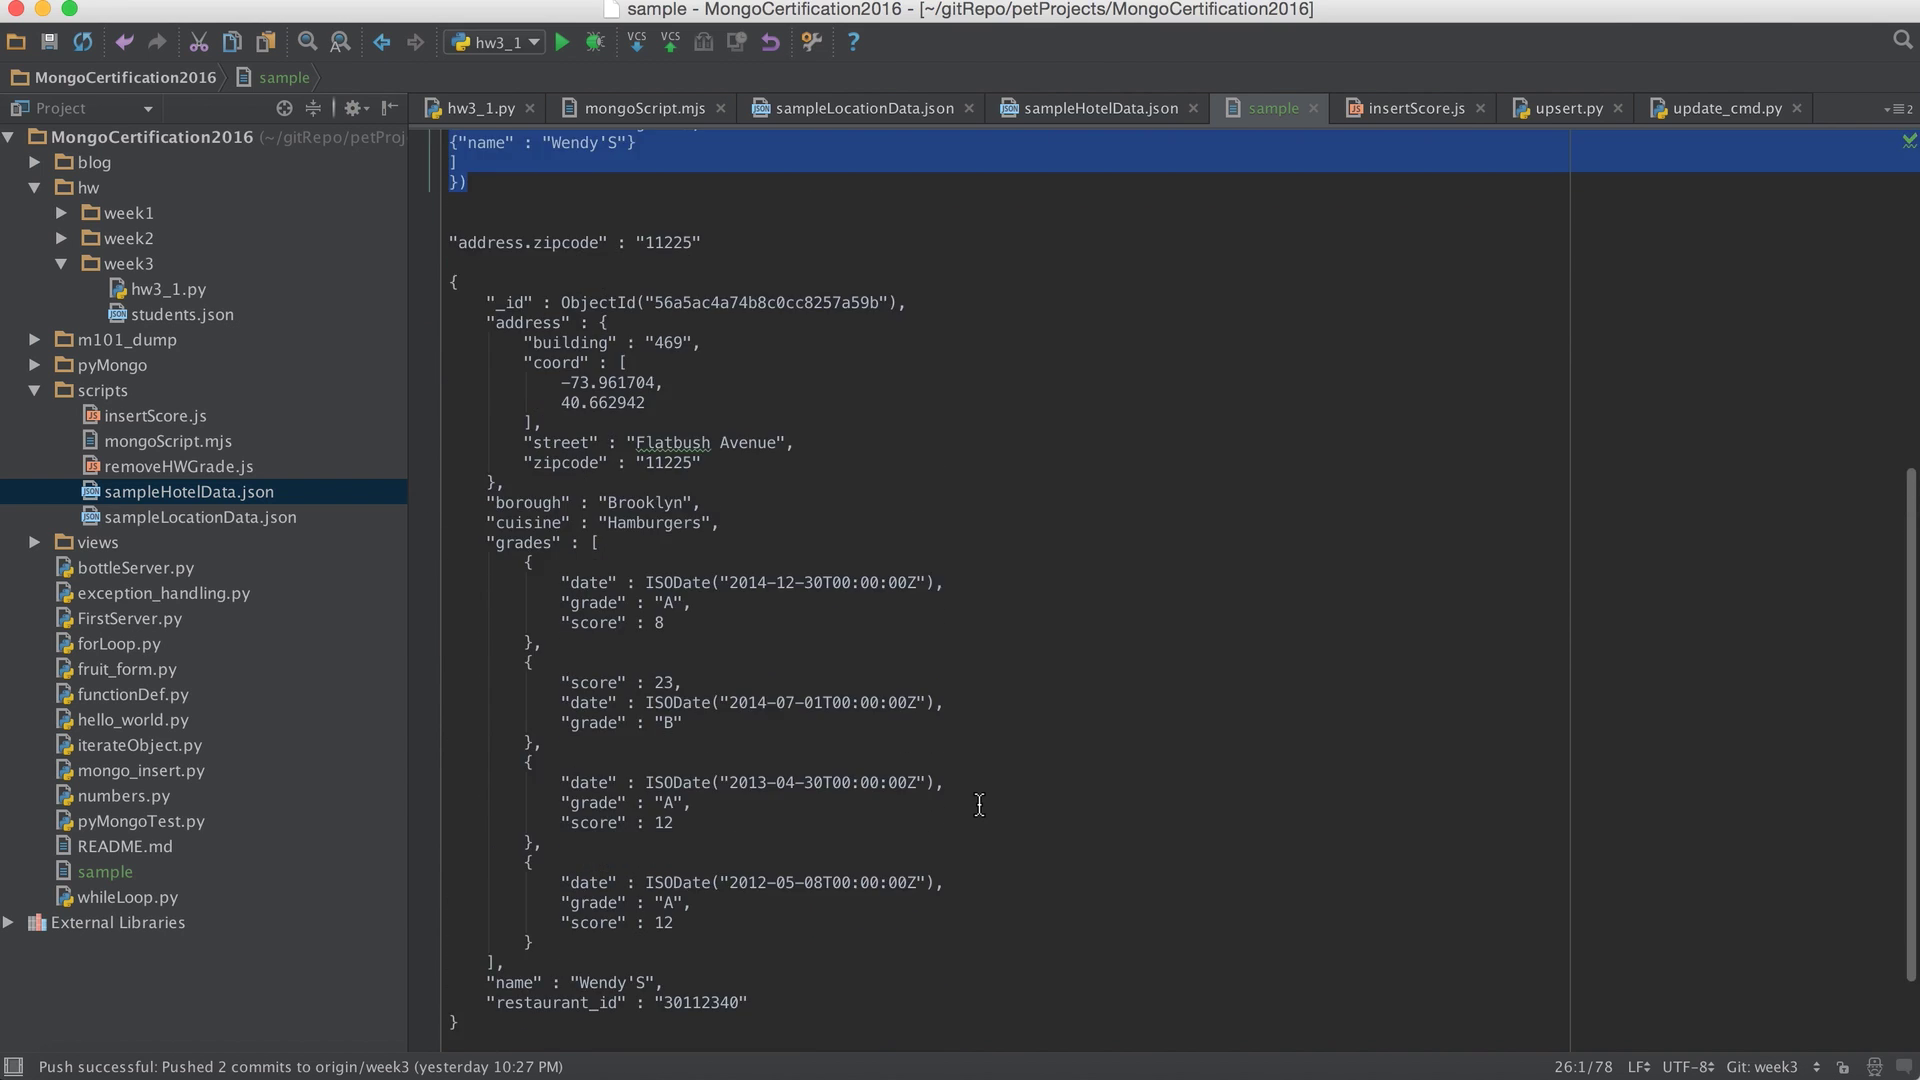 sample - MongoCertification2016 - [~/gitRepo/petProjects/MongoCertification2016]
hw3_1
VCS
VCS
MongoCertification2016
sample
Project
hw3_1.py
mongoScript.mjs
sampleLocationData.json
sampleHotelData.json
sample
insertScore.js
upsert.py
update_cmd.py
2
MongoCertification2016 (~/gitRepo/petProj
blog
hw
week1
week2
week3
hw3_1.py
students.json
m101_dump
pyMongo
scripts
insertScore.js
mongoScript.mjs
removeHWGrade.js
sampleHotelData.json
sampleLocationData.json
views
bottleServer.py
exception_handling.py
FirstServer.py
forLoop.py
fruit_form.py
functionDef.py
hello_world.py
iterateObject.py
mongo_insert.py
numbers.py
pyMongoTest.py
README.md
sample
whileLoop.py
External Libraries
{"name" : "Wendy'S"}
]
})
"address.zipcode" : "11225"
{
"_id" : ObjectId("56a5ac4a74b8c0cc8257a59b"),
"address" : {
"building" : "469",
"coord" : [
-73.961704,
40.662942
],
"street" : "Flatbush Avenue",
"zipcode" : "11225"
},
"borough" : "Brooklyn",
"cuisine" : "Hamburgers",
"grades" : [
{
"date" : ISODate("2014-12-30T00:00:00Z"),
"grade" : "A",
"score" : 8
},
{
"score" : 23,
"date" : ISODate("2014-07-01T00:00:00Z"),
"grade" : "B"
},
{
"date" : ISODate("2013-04-30T00:00:00Z"),
"grade" : "A",
"score" : 12
},
{
"date" : ISODate("2012-05-08T00:00:00Z"),
"grade" : "A",
"score" : 12
}
],
"name" : "Wendy'S",
"restaurant_id" : "30112340"
}
Push successful: Pushed 2 commits to origin/week3 (yesterday 10:27 PM)
26:1/78 LF UTF-8 Git: week3